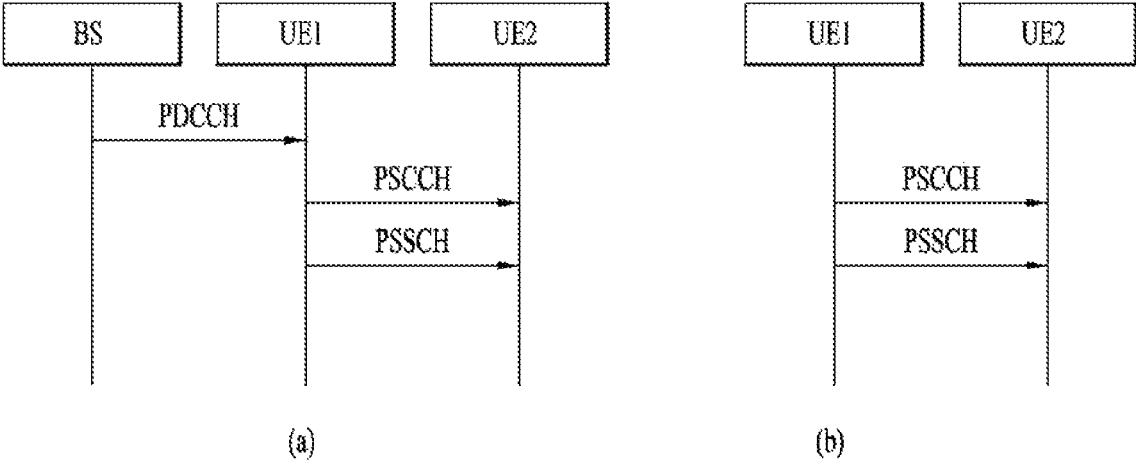 BS UE1 UE2 UE1 UE2
PDCCH
PSCCH PSCCH
PSSCH PSSCH
(a) (b)